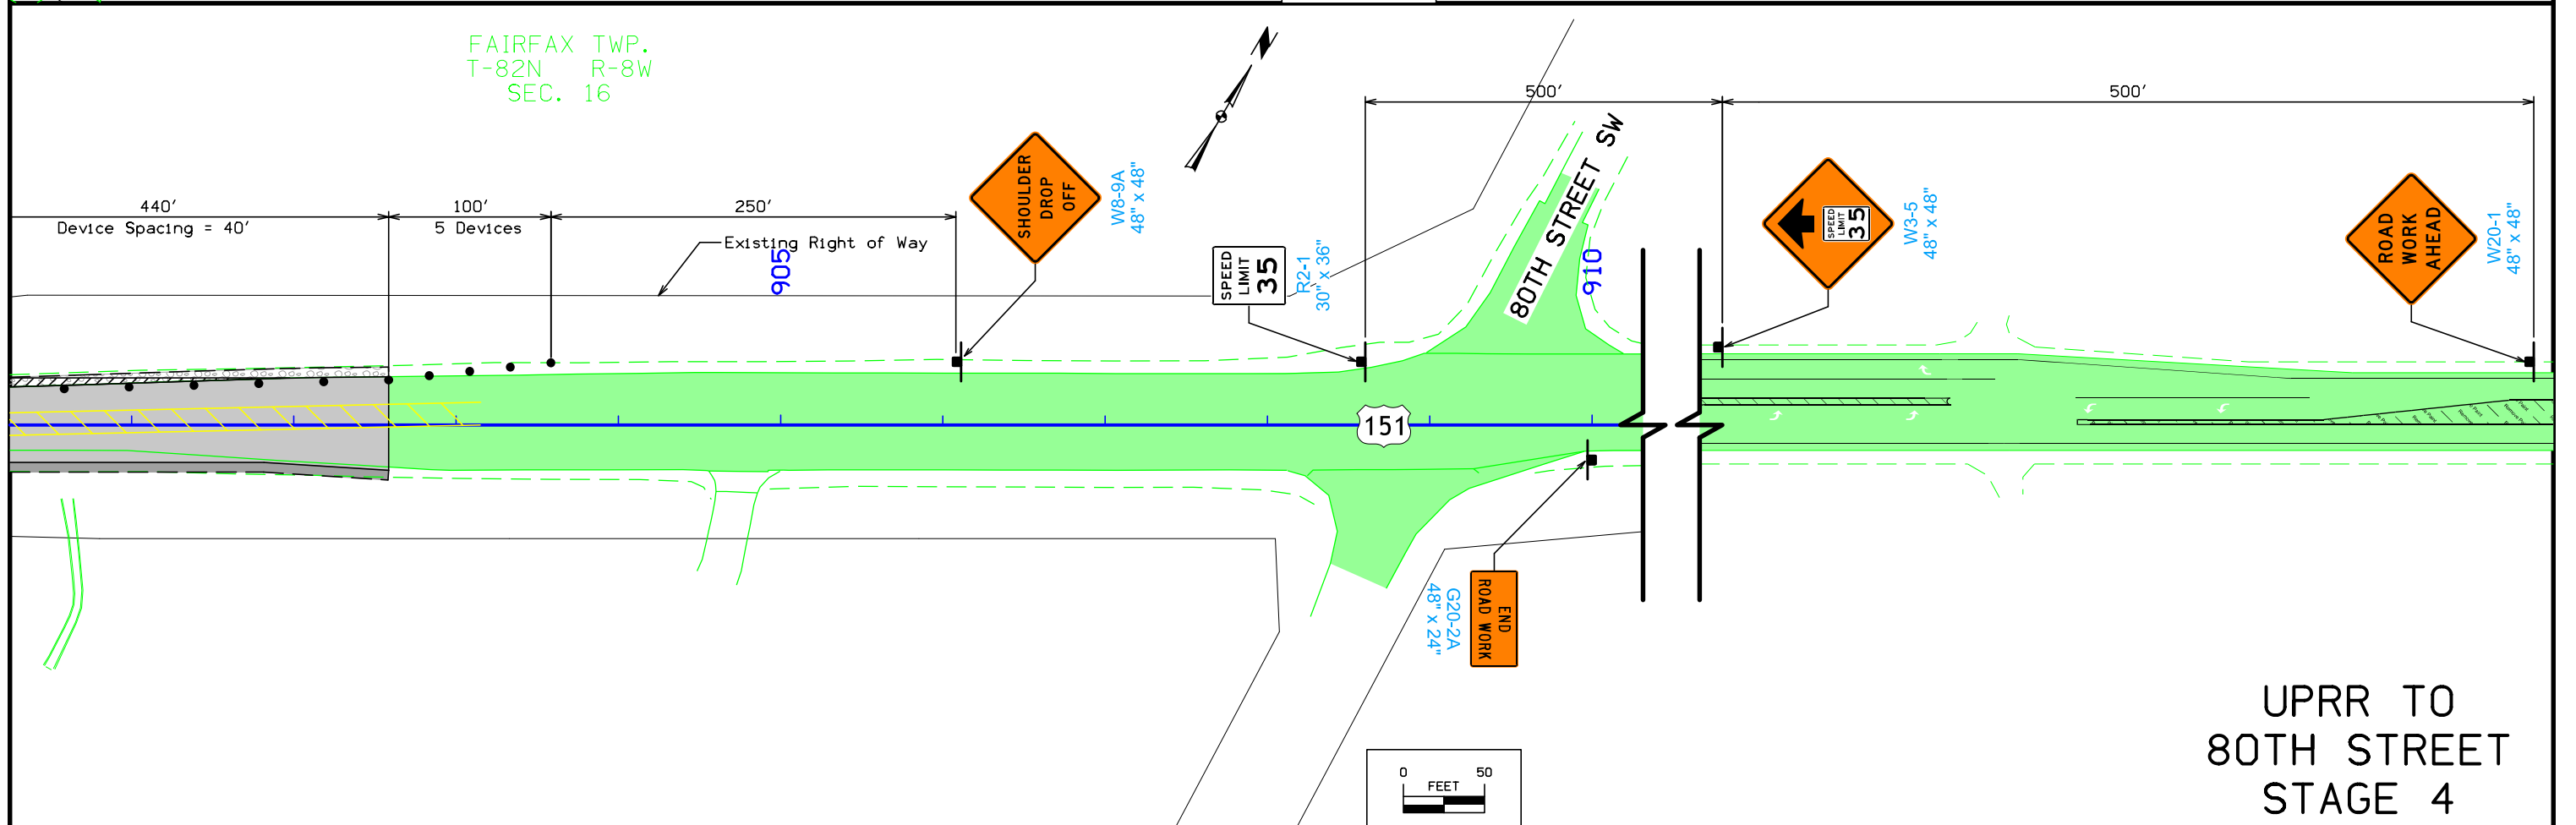 FAIRFAX TWP.
T-82N R-8W
SEC. 16
440'
Device Spacing = 40'
100'
5 Devices
250'
Existing Right of Way
905
SHOULDER
DROP
OFF
W8-9A
48" x 48"
SPEED
LIMIT
35
R2-1
30" x 36"
500'
80TH STREET SW
910
500'
SPEED
LIMIT
35
W3-5
48" x 48"
ROAD
WORK
AHEAD
W20-1
48" x 48"
151
END
ROAD WORK
G20-2A
48" x 24"
0 50
FEET
UPRR TO
80TH STREET
STAGE 4